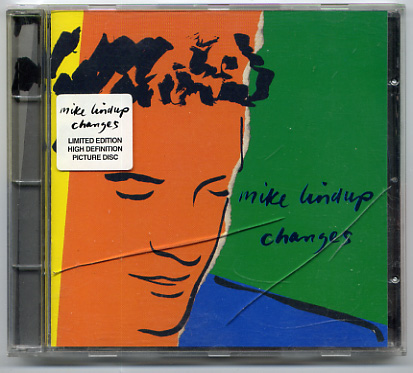 mike lindup
changes
LIMITED EDITION
HIGH DEFINITION
PICTURE DISC
mike lindup
changes